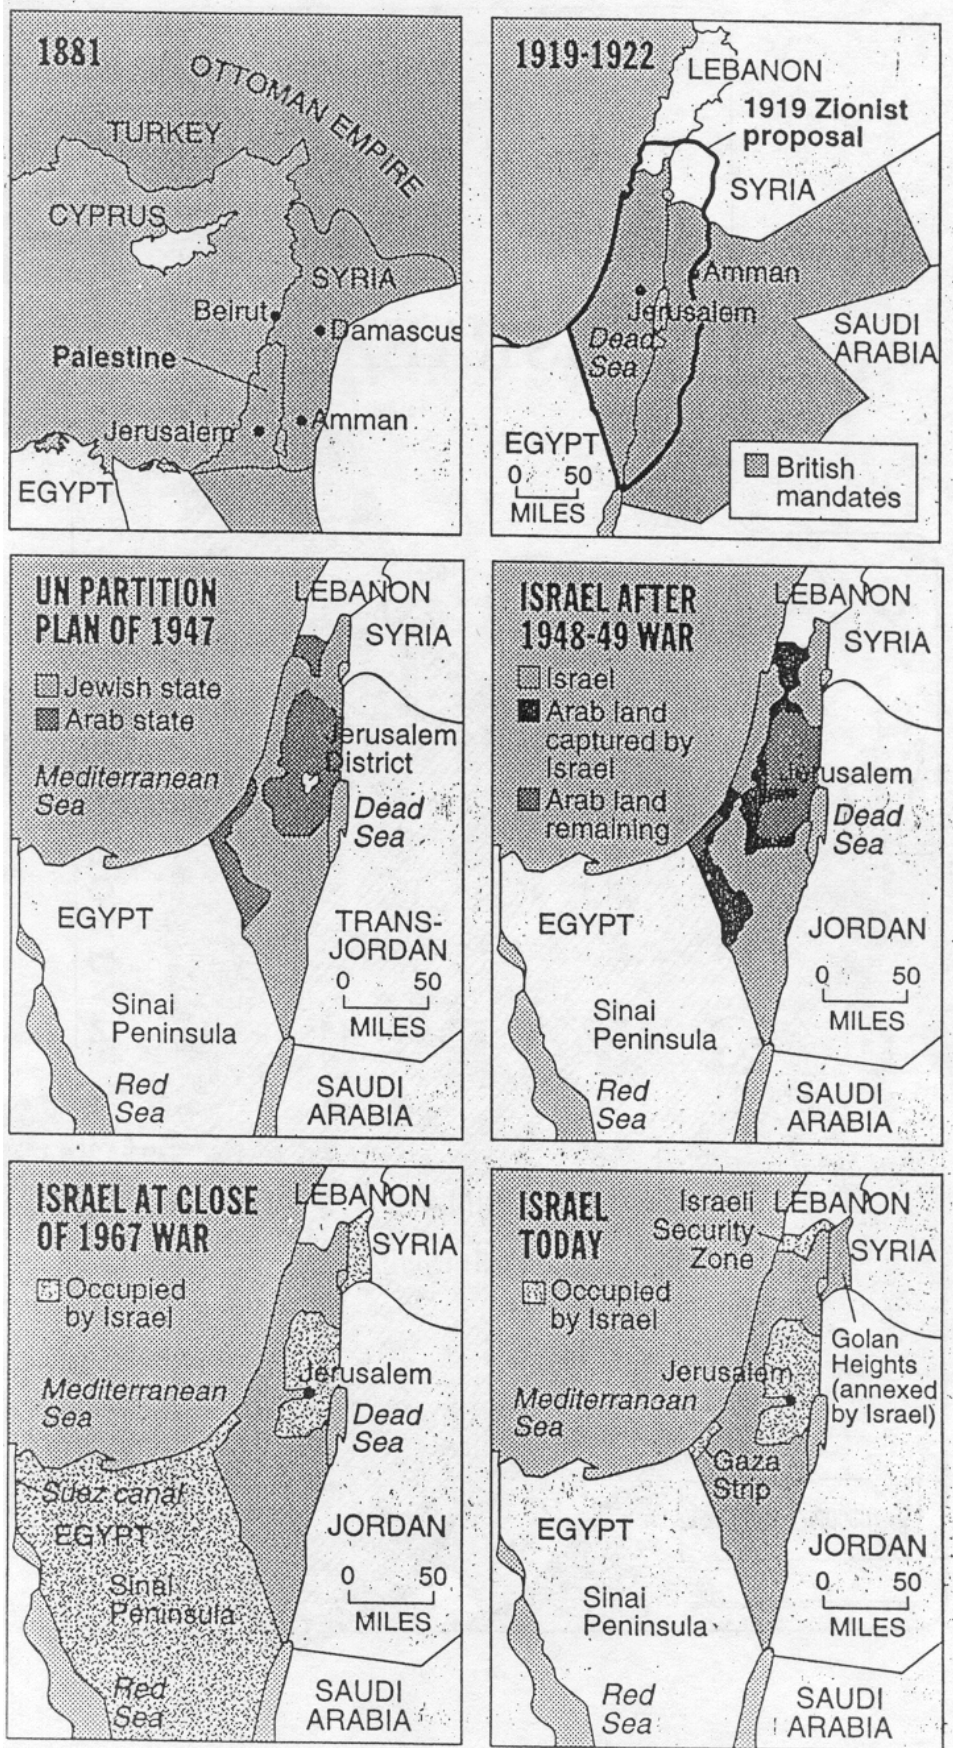 1881
OTTOMAN EMPIRE
TURKEY
CYPRUS
SYRIA
Beirut
Damascus
Palestine
Jerusalem
Amman
EGYPT
1919-1922
LEBANON
1919 Zionist
proposal
SYRIA
Amman
Jerusalem
Dead
Sea
SAUDI
ARABIA
EGYPT
0 50
MILES
British
mandates
UN PARTITION
PLAN OF 1947
LEBANON
SYRIA
Jewish state
Arab state
Jerusalem
District
Mediterranean
Sea
Dead
Sea
EGYPT
TRANS-
JORDAN
0 50
MILES
Sinai
Peninsula
Red
Sea
SAUDI
ARABIA
ISRAEL AFTER
1948-49 WAR
LEBANON
SYRIA
Israel
Arab land
captured by
Israel
Arab land
remaining
Jerusalem
Dead
Sea
EGYPT
JORDAN
0 50
MILES
Sinai
Peninsula
Red
Sea
SAUDI
ARABIA
ISRAEL AT CLOSE
OF 1967 WAR
LEBANON
SYRIA
Occupied
by Israel
Jerusalem
Mediterranean
Sea
Dead
Sea
Suez canal
EGYPT
JORDAN
0 50
MILES
Sinai
Peninsula
Red
Sea
SAUDI
ARABIA
ISRAEL
TODAY
LEBANON
Israeli
Security
Zone
SYRIA
Occupied
by Israel
Golan
Heights
(annexed
by Israel)
Jerusalem
Mediterranean
Sea
Gaza
Strip
EGYPT
JORDAN
0 50
MILES
Sinai
Peninsula
Red
Sea
SAUDI
ARABIA